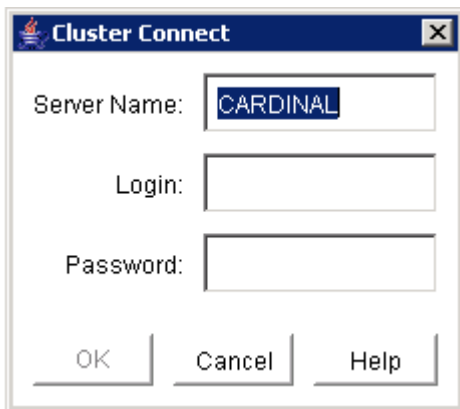 Cluster Connect
Server Name: CARDINAL
Login:
Password:
OK Cancel Help